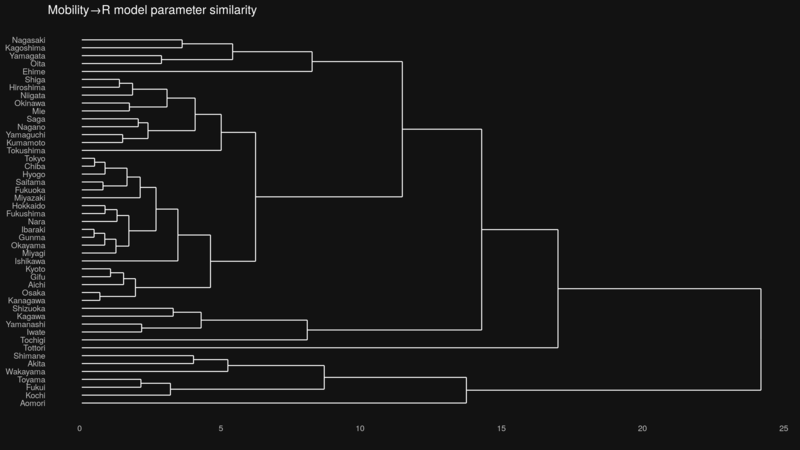 Mobility→R model parameter similarity
Nagasaki
Kagoshima
Yamagata
Oita
Ehime
Shiga
Hiroshima
Niigata
Okinawa
Mie
Saga
Nagano
Yamaguchi
Kumamoto
Tokushima
Tokyo
Chiba
Hyogo
Saitama
Fukuoka
Miyazaki
Hokkaido
Fukushima
Nara
Ibaraki
Gunma
Okayama
Miyagi
Ishikawa
Kyoto
Gifu
Aichi
Osaka
Kanagawa
Shizuoka
Kagawa
Yamanashi
Iwate
Tochigi
Tottori
Shimane
Akita
Wakayama
Toyama
Fukui
Kochi
Aomori
0 5 10 15 20 25